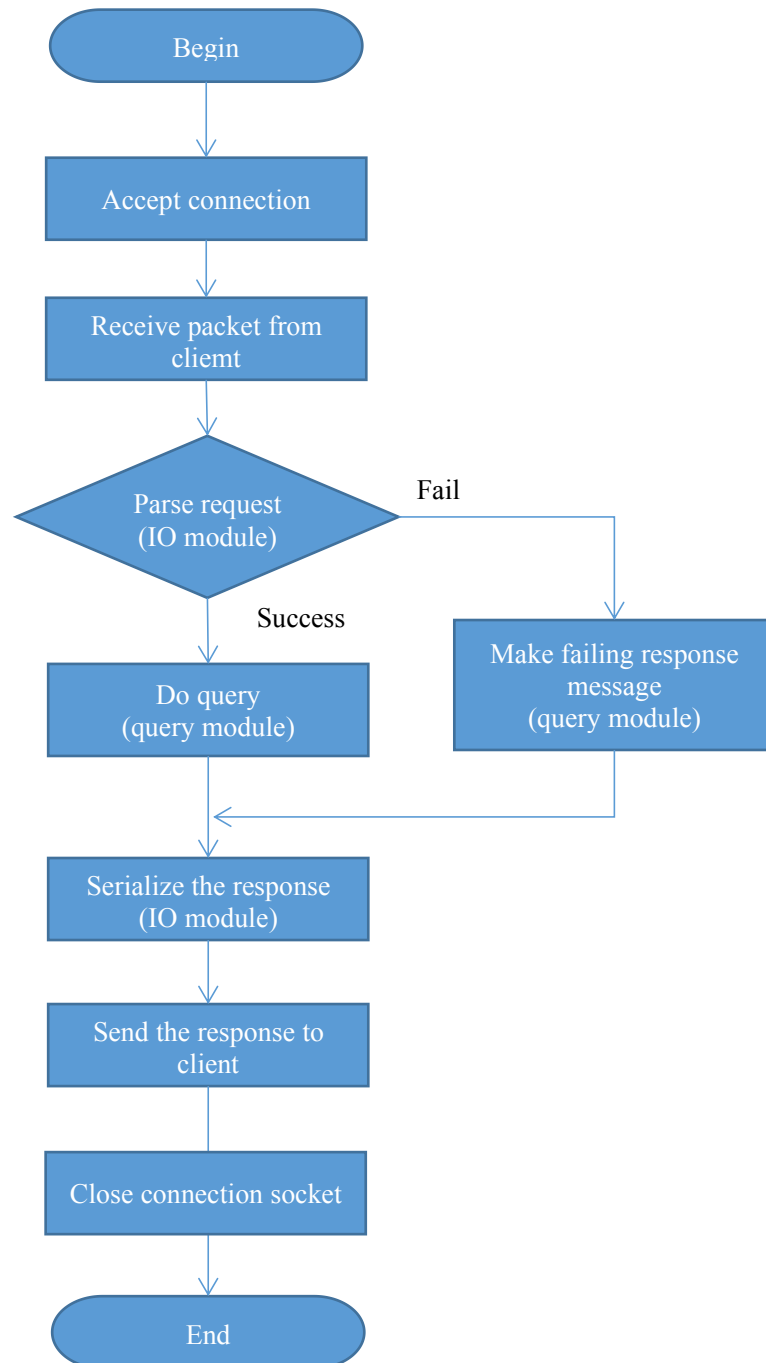 Begin
Accept connection
Receive packet from
cliemt
Parse request
(IO module)
Fail
Success
Make failing response
message
(query module)
Do query
(query module)
Serialize the response
(IO module)
Send the response to
client
Close connection socket
End